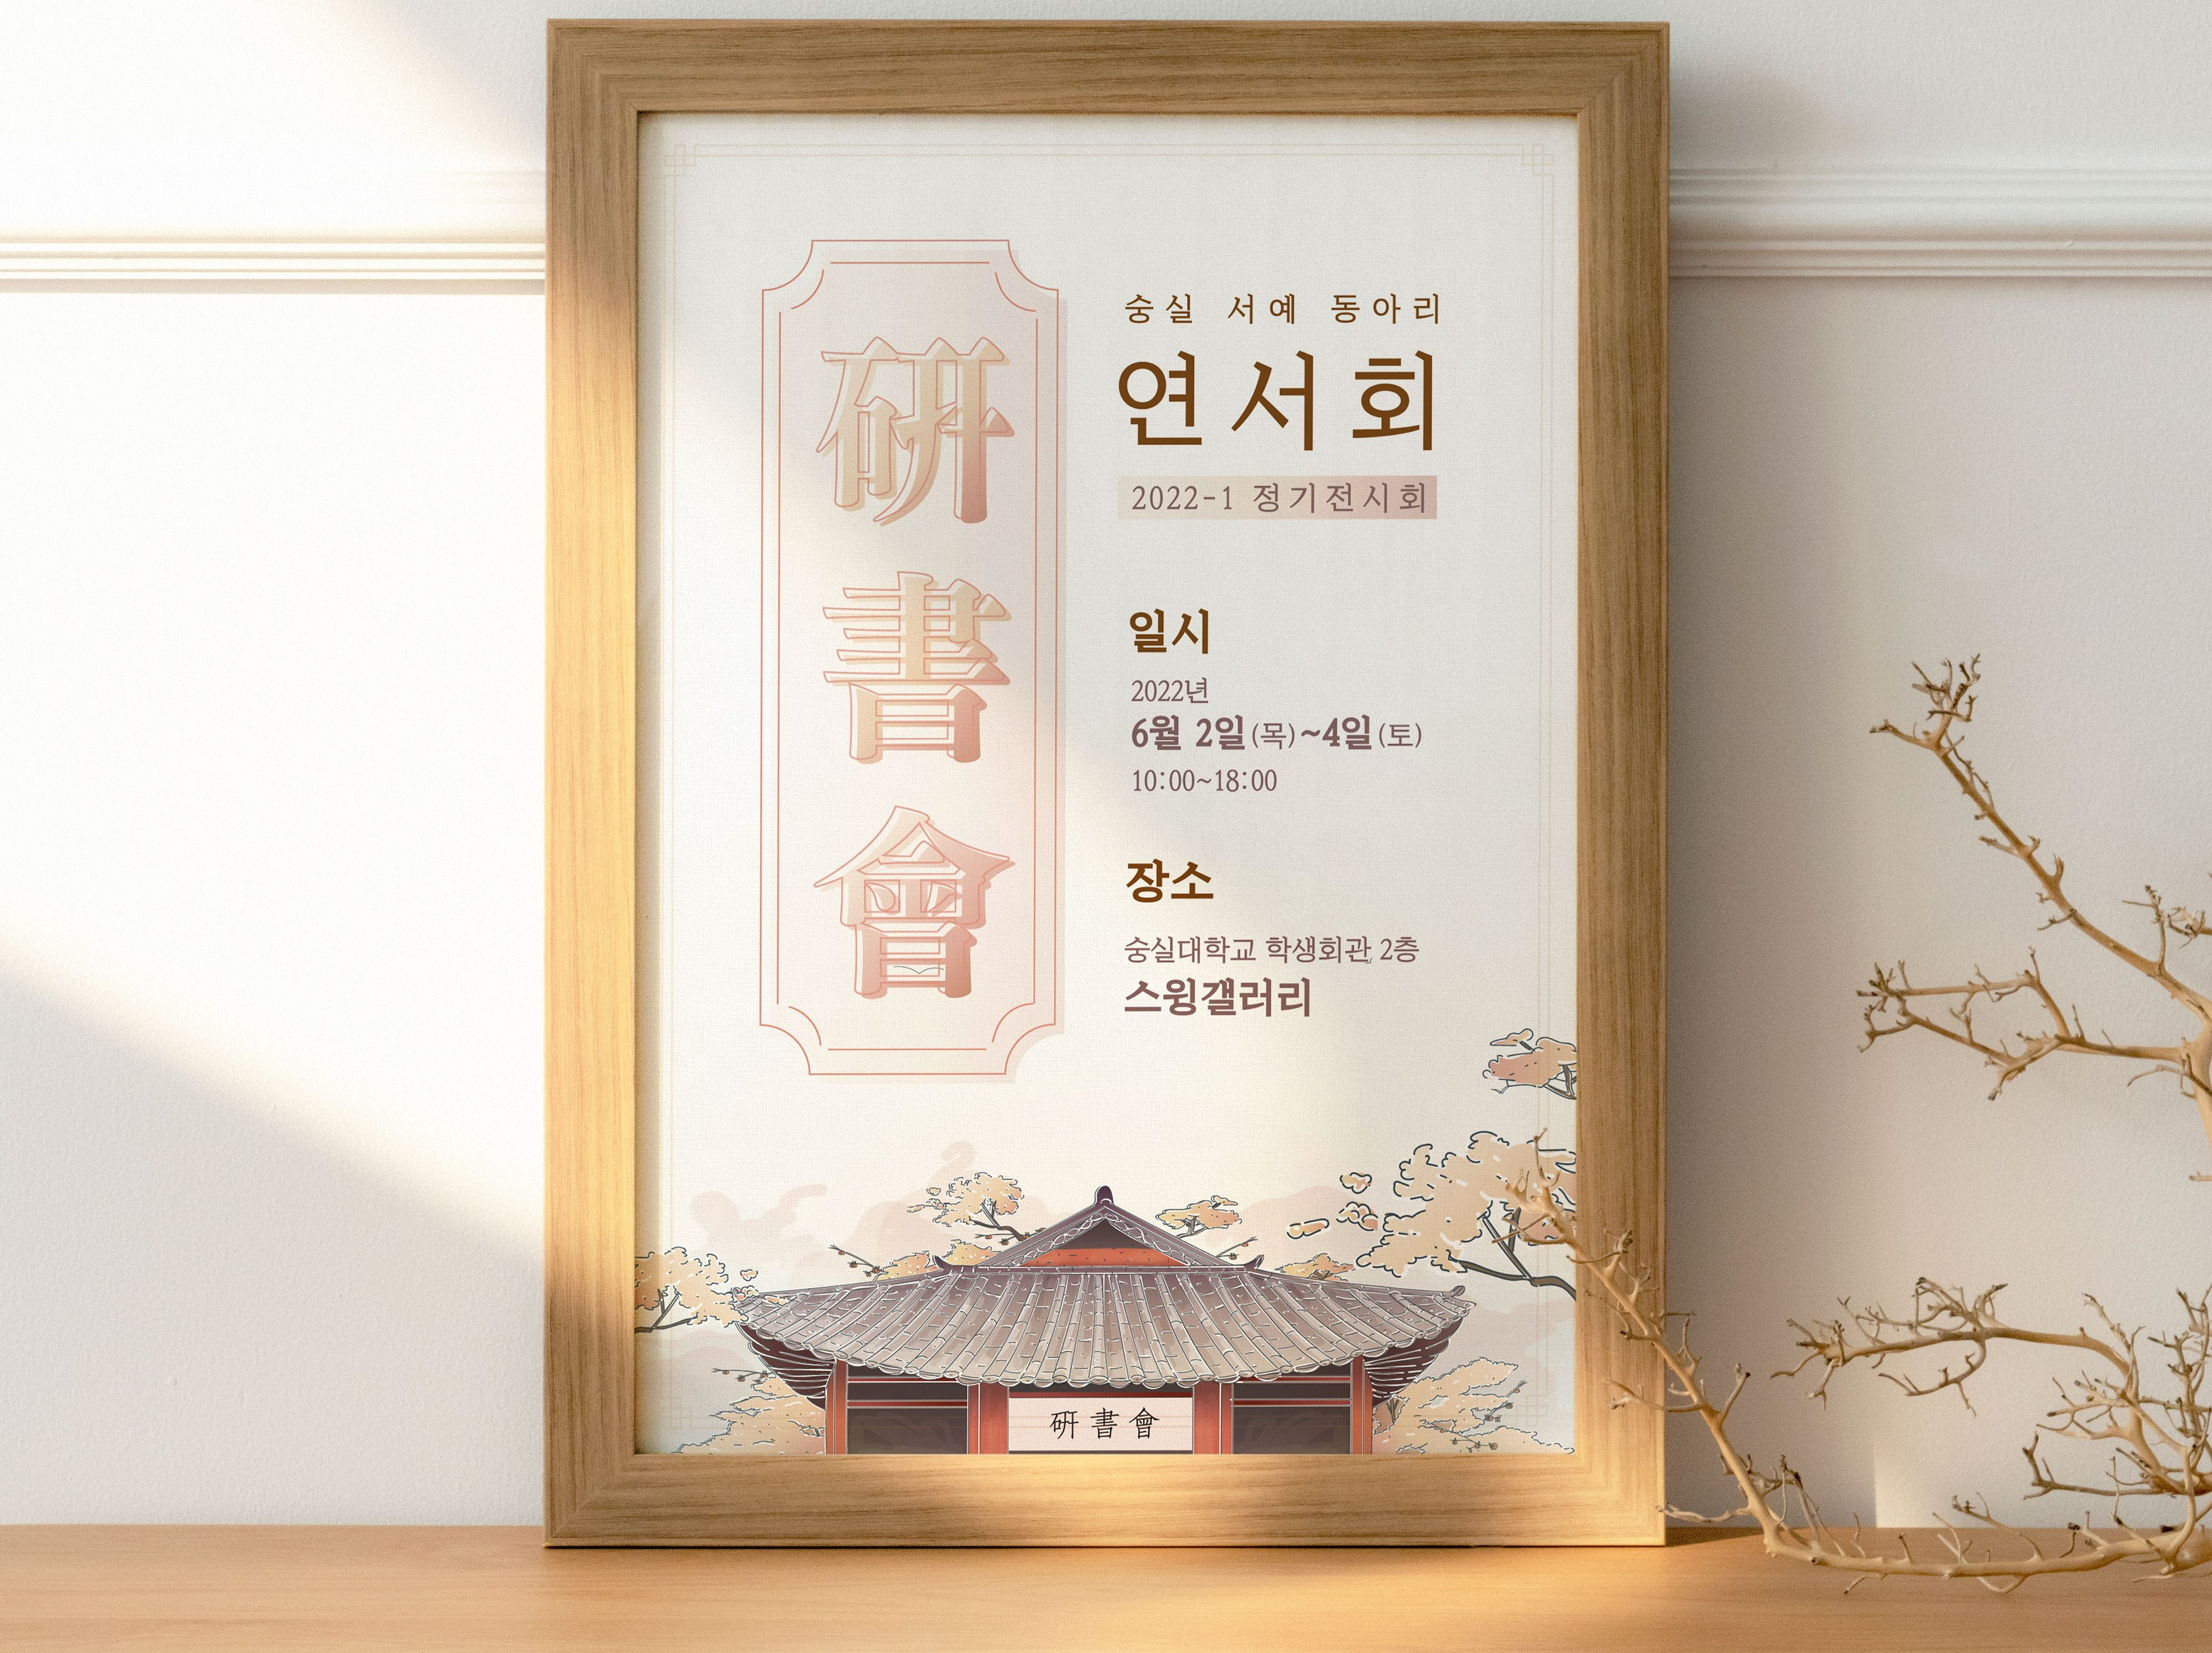 研
書
會
숭실 서예 동아리
연서회
2022-1 정기전시회
일시
2022년
6월 2일(목)~4일(토)
10:00~18:00
장소
숭실대학교 학생회관 2층
스윙갤러리
研書會